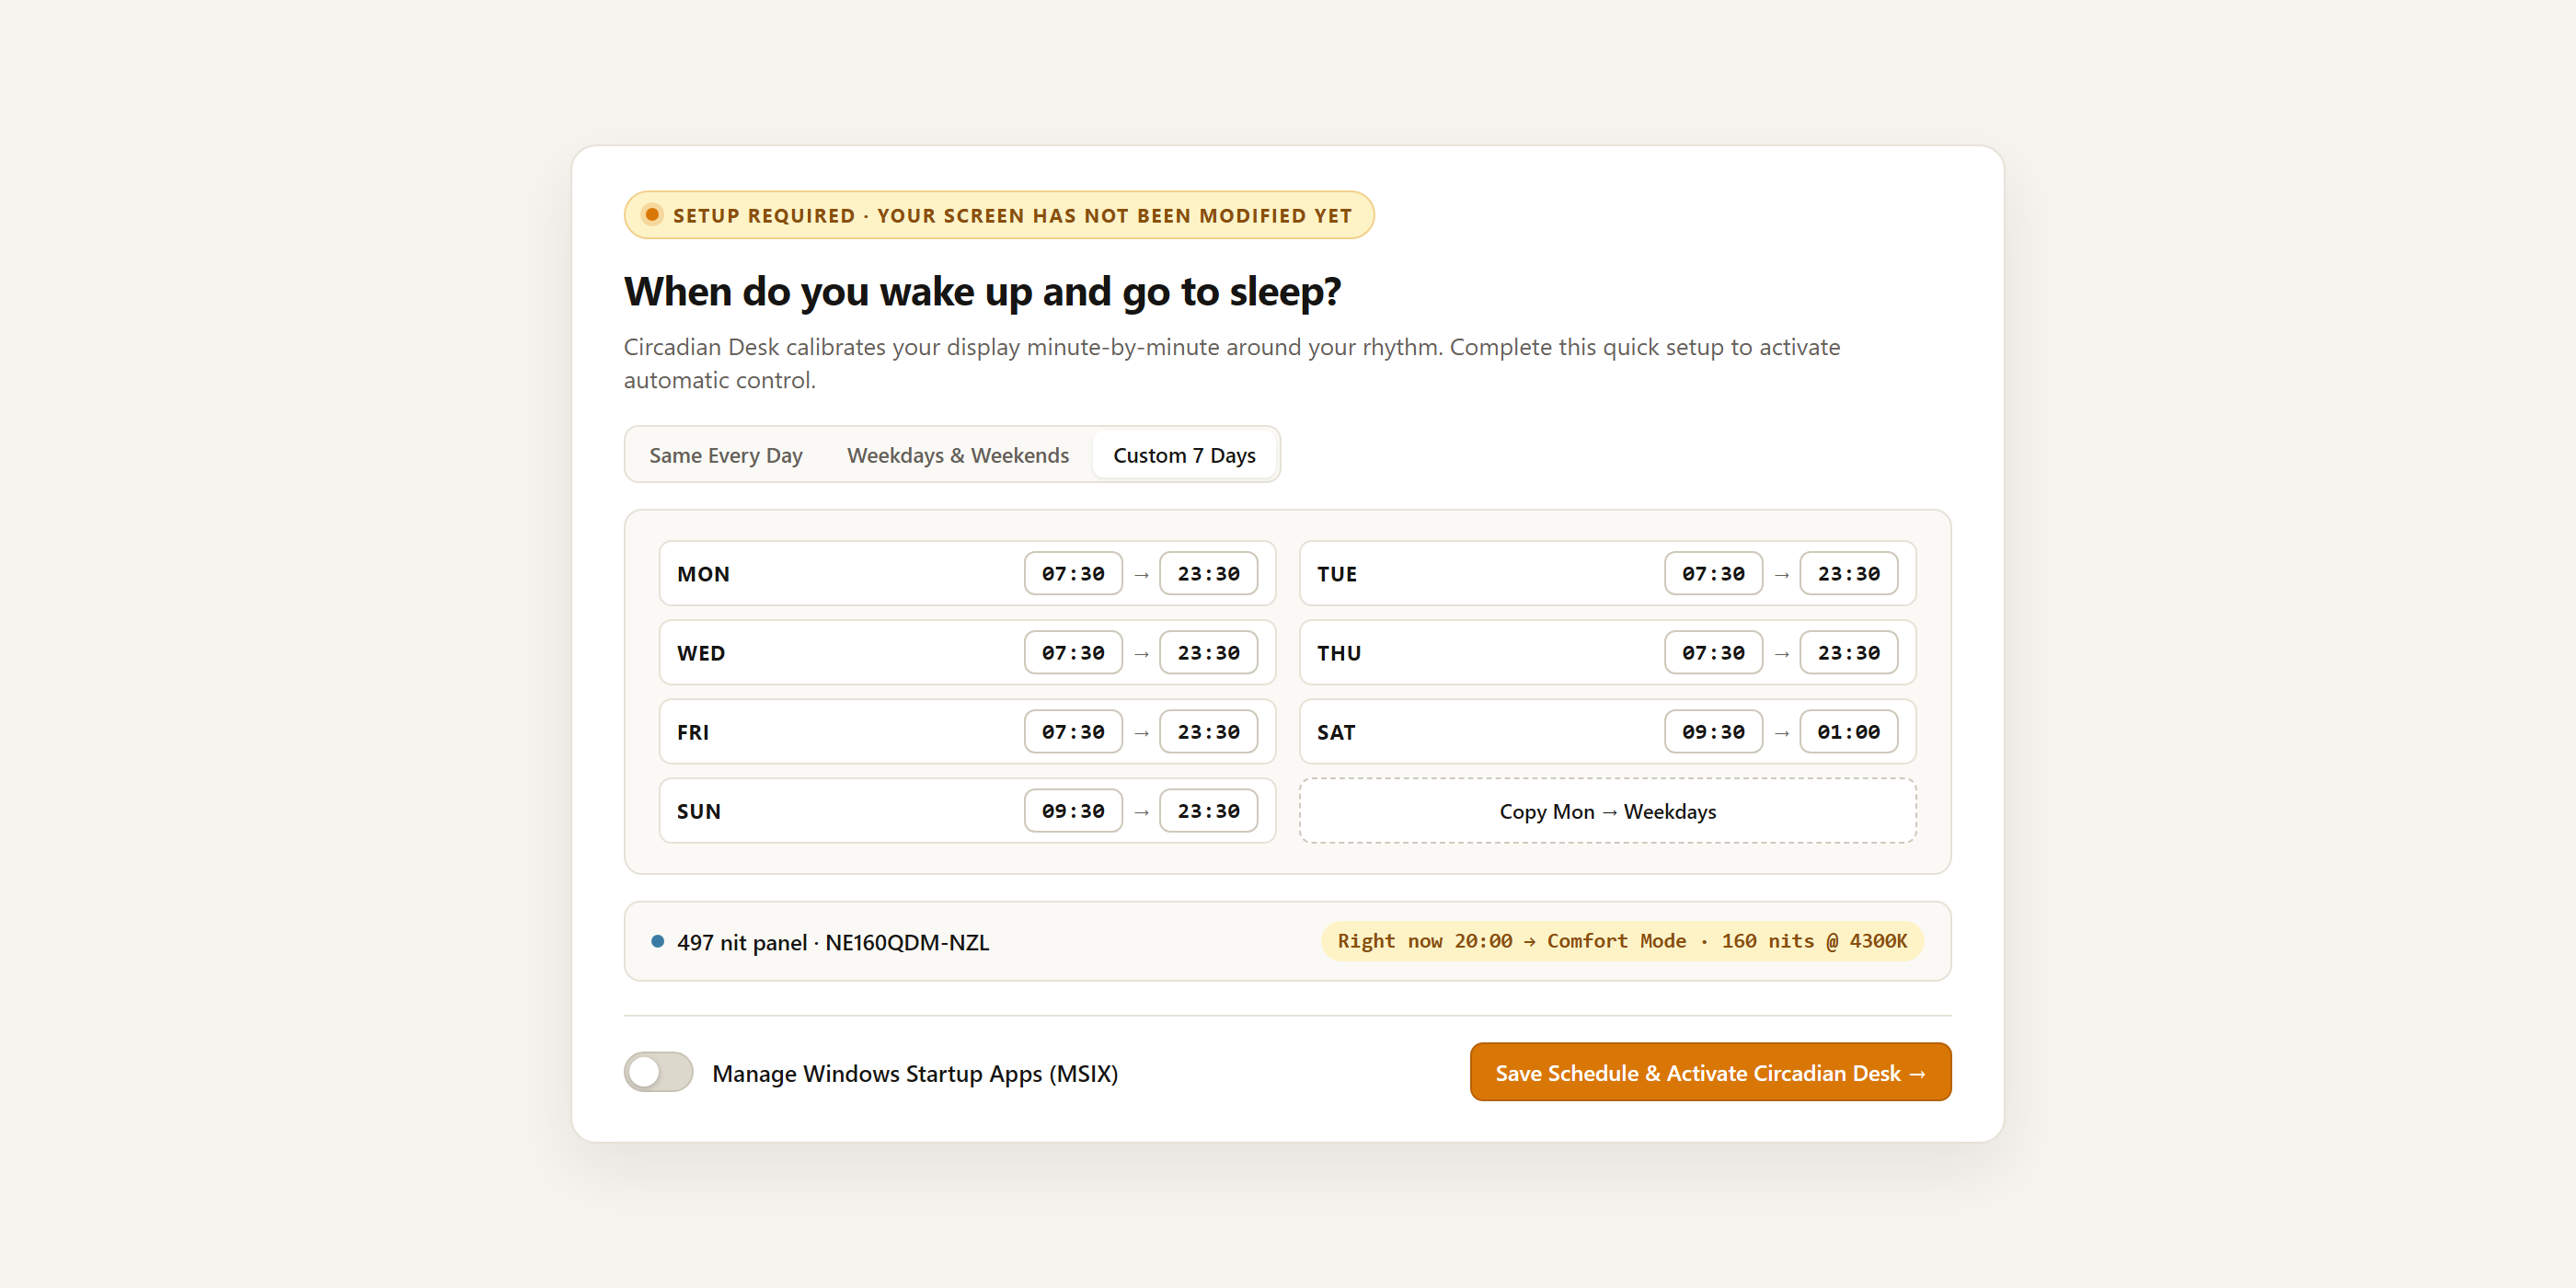 SETUP REQUIRED · YOUR SCREEN HAS NOT BEEN MODIFIED YET
When do you wake up and go to sleep?
Circadian Desk calibrates your display minute-by-minute around your rhythm. Complete this quick setup to activate
automatic control.
Same Every Day Weekdays & Weekends Custom 7 Days
MON 07:30 → 23:30 TUE 07:30 → 23:30
WED 07:30 → 23:30 THU 07:30 → 23:30
FRI 07:30 → 23:30 SAT 09:30 → 01:00
SUN 09:30 → 23:30 Copy Mon → Weekdays
497 nit panel · NE160QDM-NZL Right now 20:00 → Comfort Mode · 160 nits @ 4300K
Manage Windows Startup Apps (MSIX) Save Schedule & Activate Circadian Desk →